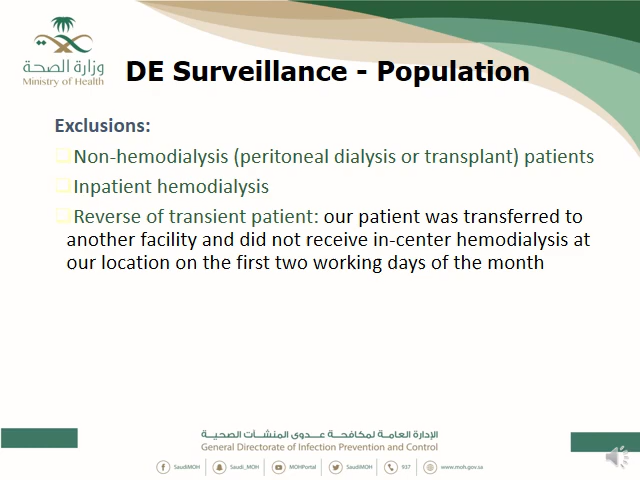 وزارة الصحة
Ministry of Health
DE Surveillance - Population
Exclusions:
Non-hemodialysis (peritoneal dialysis or transplant) patients
Inpatient hemodialysis
Reverse of transient patient: our patient was transferred to
another facility and did not receive in-center hemodialysis at
our location on the first two working days of the month
الإدارة العامة لمكافحة عدوى المنشآت الصحية
General Directorate of Infection Prevention and Control
SaudiMOH Saudi_MOH MOHPortal SaudiMOH 937 www.moh.gov.sa